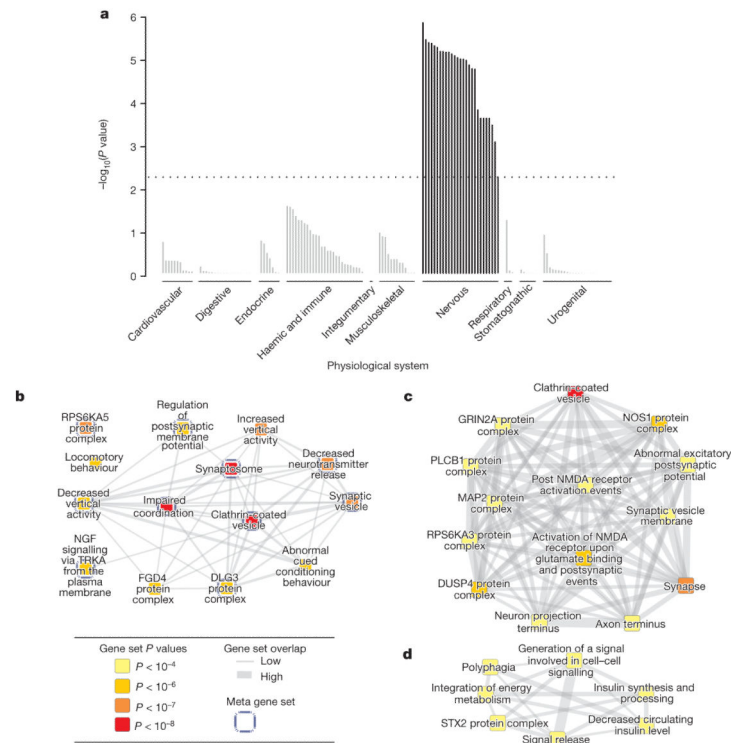 a
6
5
4
3
2
1
0
−log10(P value)
Cardiovascular
Digestive
Endocrine
Haemic and immune
Integumentary
Musculoskeletal
Nervous
Respiratory
Stomatognathic
Urogenital
Physiological system
b
RPS6KA5
protein
complex
Regulation
of
postsynaptic
membrane
potential
Increased
vertical
activity
Locomotory
behaviour
Synaptosome
Decreased
neurotransmitter
release
Decreased
vertical
activity
Impaired
coordination
Clathrin-coated
vesicle
Synaptic
vesicle
NGF
signalling
via TRKA
from the
plasma
membrane
FGD4
protein
complex
DLG3
protein
complex
Abnormal
cued
conditioning
behaviour
Gene set P values
P < 10−4
P < 10−6
P < 10−7
P < 10−8
Gene set overlap
Low
High
Meta gene set
c
Clathrin-coated
vesicle
GRIN2A protein
complex
NOS1 protein
complex
PLCB1 protein
complex
Abnormal excitatory
postsynaptic
potential
Post NMDA receptor
activation events
MAP2 protein
complex
Synaptic vesicle
membrane
RPS6KA3 protein
complex
Activation of NMDA
receptor upon
glutamate binding
and postsynaptic
events
DUSP4 protein
complex
Synapse
Neuron projection
terminus
Axon terminus
d
Generation of a signal
involved in cell–cell
signalling
Polyphagia
Integration of energy
metabolism
Insulin synthesis and
processing
STX2 protein complex
Decreased circulating
insulin level
Signal release